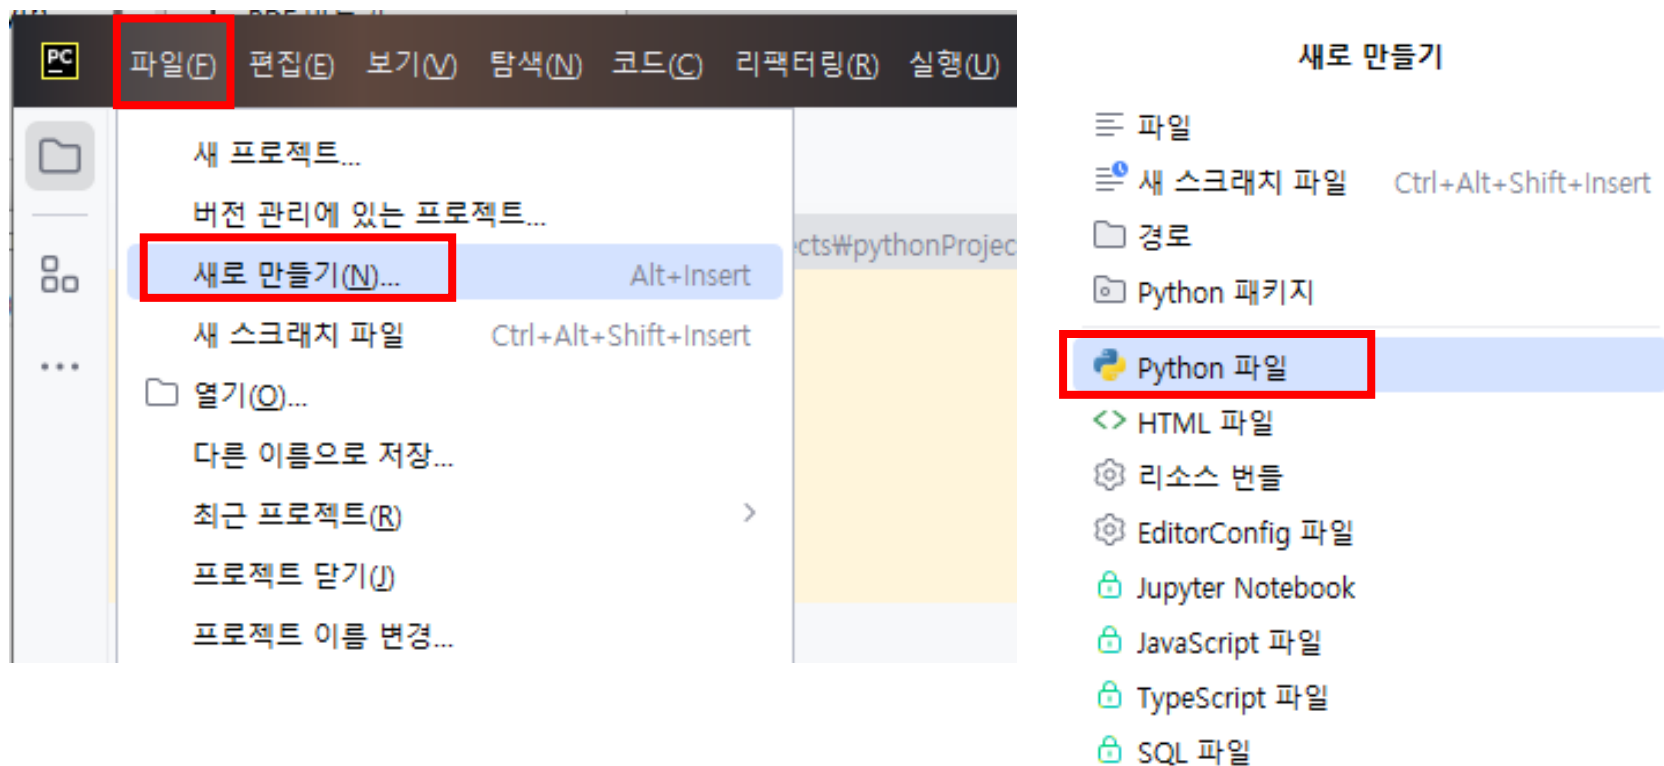 PC
파일(F) 편집(E) 보기(V) 탐색(N) 코드(C) 리팩터링(R) 실행(U)
새 프로젝트...
버전 관리에 있는 프로젝트...
새로 만들기(N)... Alt+Insert
새 스크래치 파일 Ctrl+Alt+Shift+Insert
열기(O)...
다른 이름으로 저장...
최근 프로젝트(R)
프로젝트 닫기(J)
프로젝트 이름 변경...
cts₩pythonProjec
새로 만들기
파일
새 스크래치 파일 Ctrl+Alt+Shift+Insert
경로
Python 패키지
Python 파일
HTML 파일
리소스 번들
EditorConfig 파일
Jupyter Notebook
JavaScript 파일
TypeScript 파일
SQL 파일